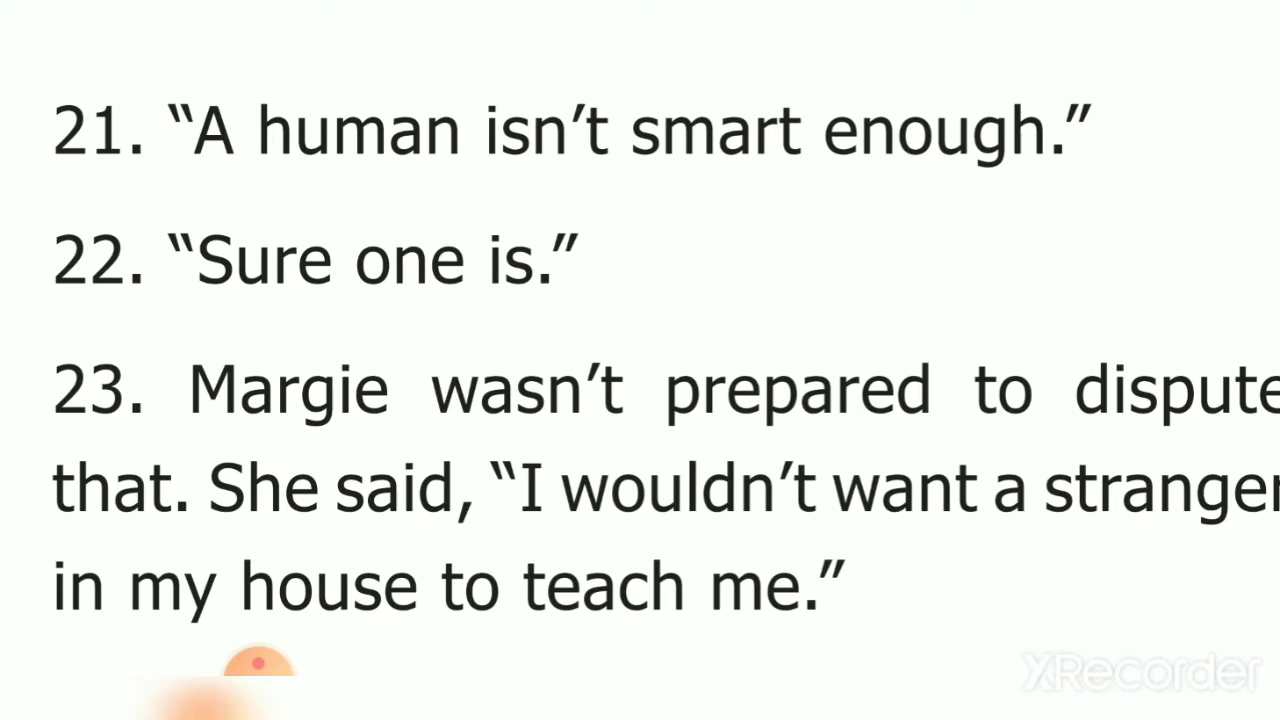 21. “A human isn’t smart enough.”
22. “Sure one is.”
23. Margie wasn’t prepared to dispute
that. She said, “I wouldn’t want a stranger
in my house to teach me.”
XRecorder